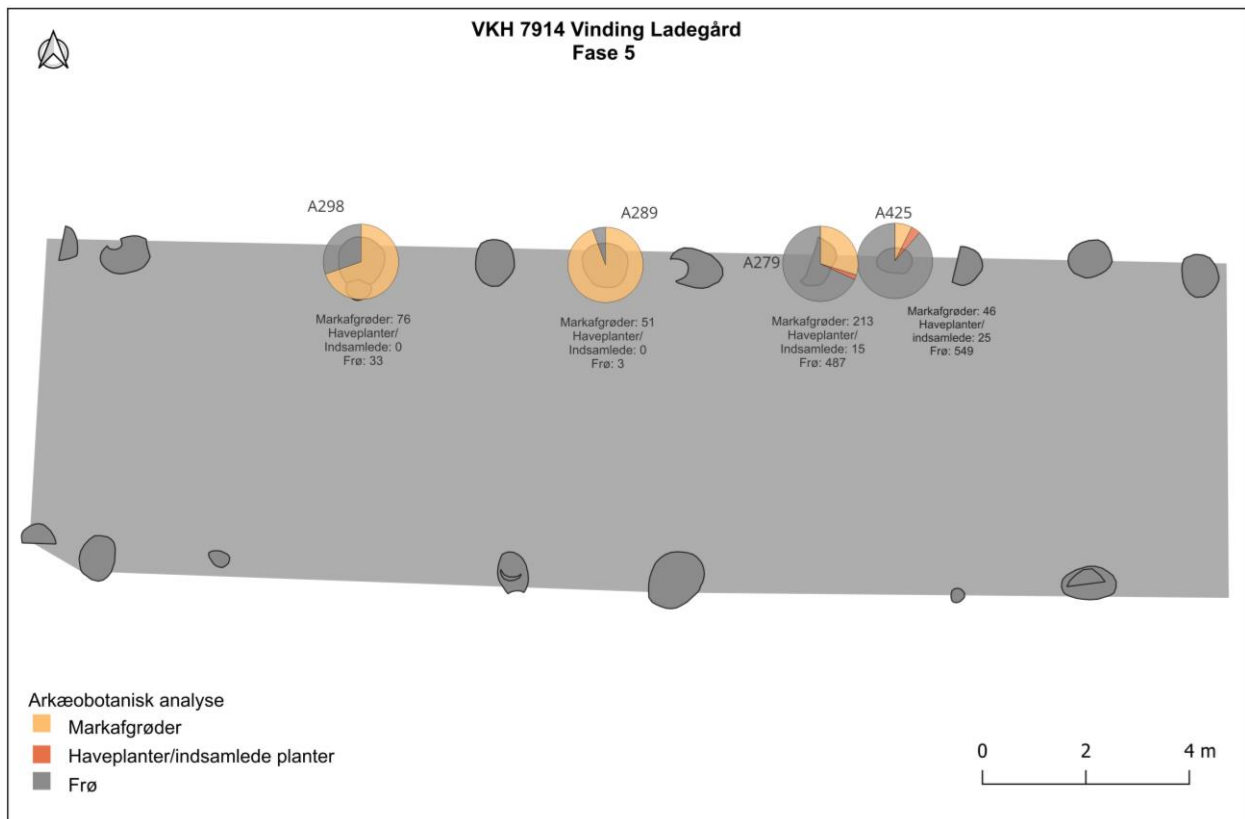 VKH 7914 Vinding Ladegård
Fase 5
A298
A289
A279
A425
Markafgrøder: 76
Haveplanter/
Indsamlede: 0
Frø: 33
Markafgrøder: 51
Haveplanter/
Indsamlede: 0
Frø: 3
Markafgrøder: 213
Haveplanter/
Indsamlede: 15
Frø: 487
Markafgrøder: 46
Haveplanter/
indsamlede: 25
Frø: 549
Arkæobotanisk analyse
Markafgrøder
Haveplanter/indsamlede planter
Frø
0 2 4 m